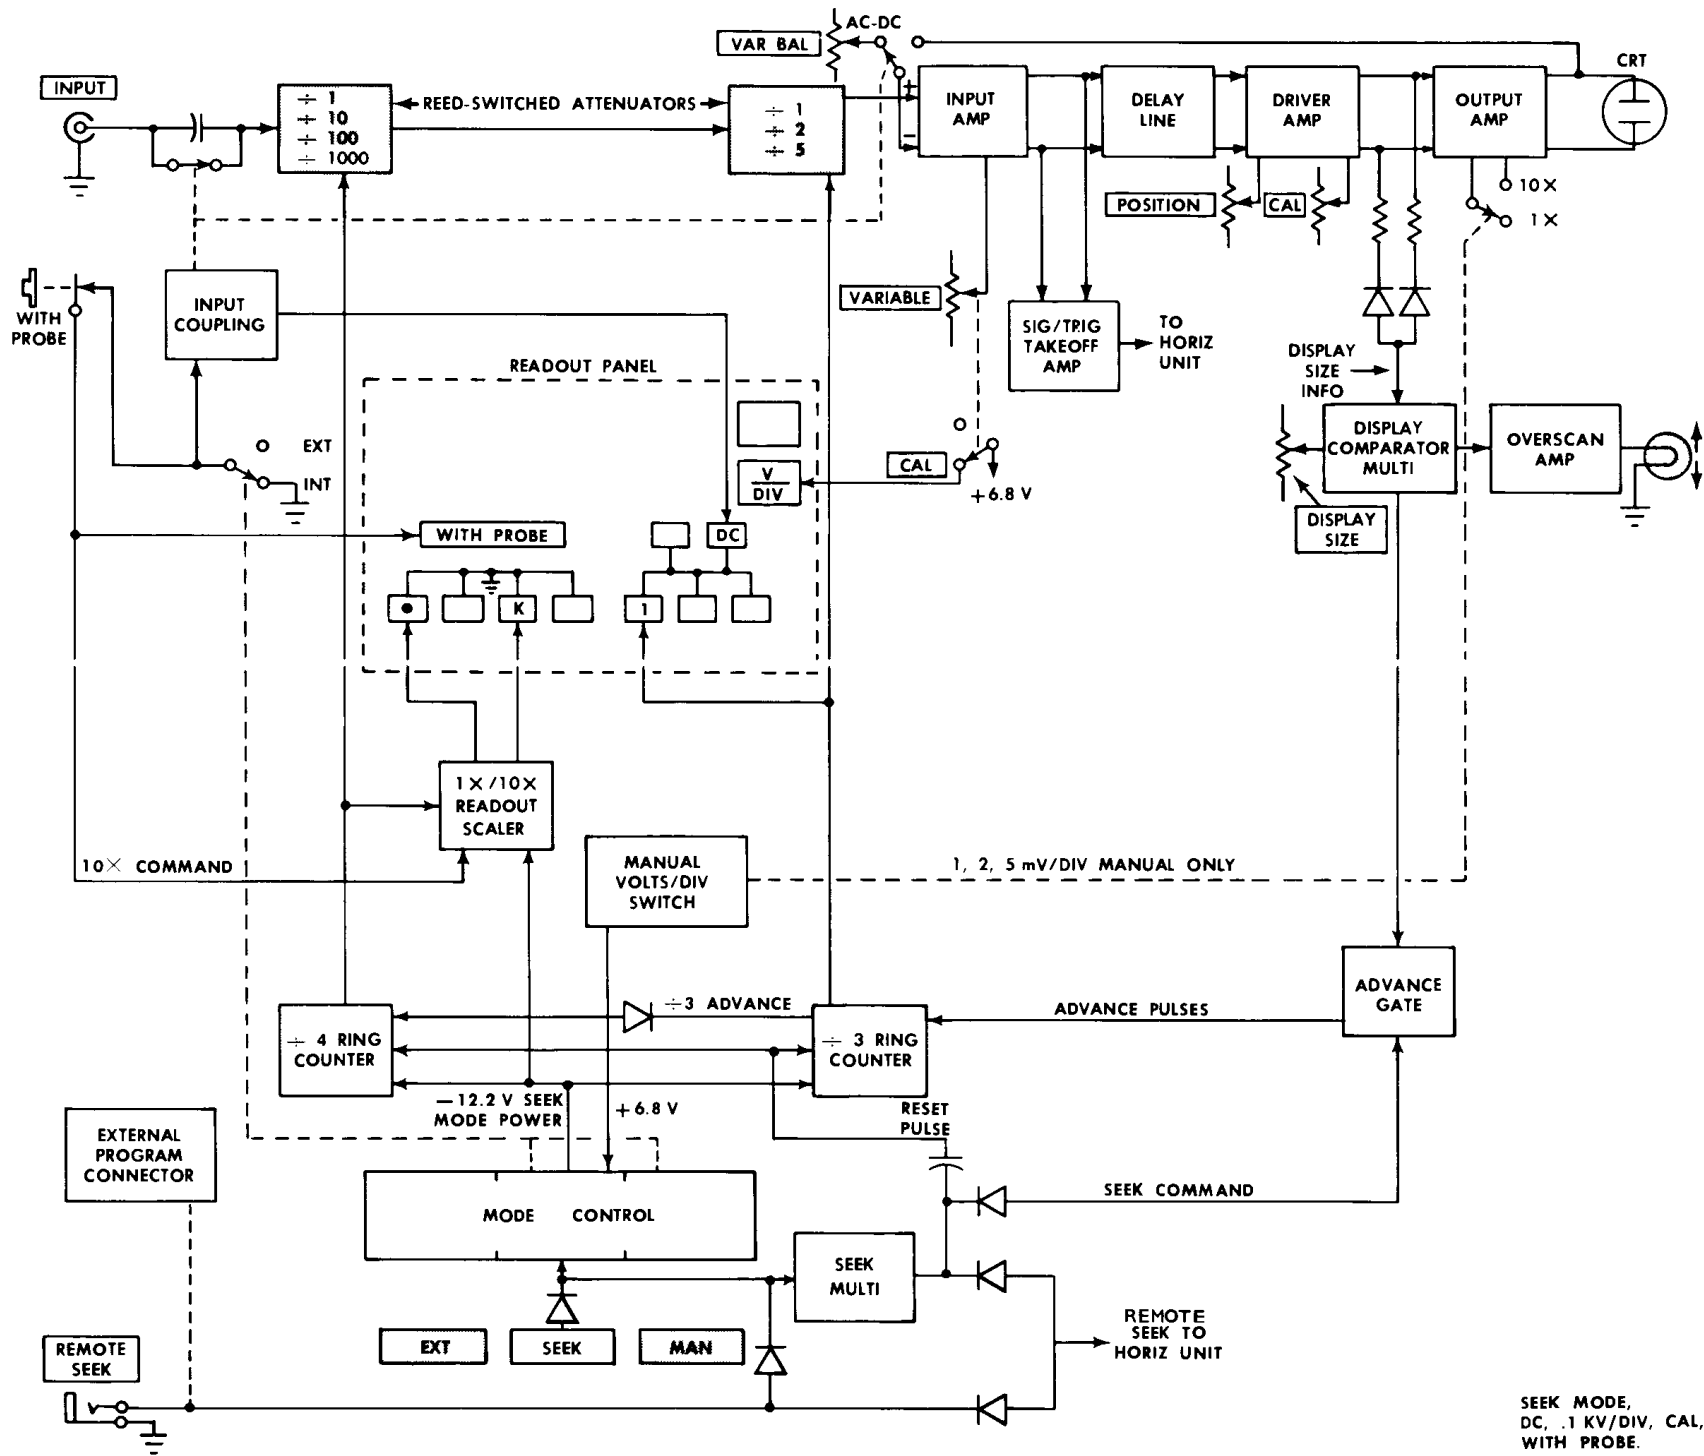 AC-DC
VAR BAL
CRT
INPUT
÷ 1
÷ 10
÷ 100
÷ 1000
REED-SWITCHED ATTENUATORS
÷ 1
÷ 2
÷ 5
+
−
INPUT
AMP
DELAY
LINE
DRIVER
AMP
OUTPUT
AMP
10X
1X
POSITION
CAL
WITH
PROBE
INPUT
COUPLING
VARIABLE
SIG/TRIG
TAKEOFF
AMP
TO
HORIZ
UNIT
DISPLAY
SIZE
INFO
READOUT PANEL
EXT
INT
V
DIV
CAL
+6.8 V
DISPLAY
COMPARATOR
MULTI
OVERSCAN
AMP
DISPLAY
SIZE
WITH PROBE
DC
K
1
1X/10X
READOUT
SCALER
10X COMMAND
MANUAL
VOLTS/DIV
SWITCH
1, 2, 5 mV/DIV MANUAL ONLY
÷ 4 RING
COUNTER
÷3 ADVANCE
÷ 3 RING
COUNTER
ADVANCE PULSES
ADVANCE
GATE
−12.2 V SEEK
MODE POWER
+6.8 V
RESET
PULSE
EXTERNAL
PROGRAM
CONNECTOR
MODE CONTROL
SEEK COMMAND
SEEK
MULTI
EXT
SEEK
MAN
REMOTE
SEEK TO
HORIZ UNIT
REMOTE
SEEK
SEEK MODE,
DC, .1 KV/DIV, CAL,
WITH PROBE.